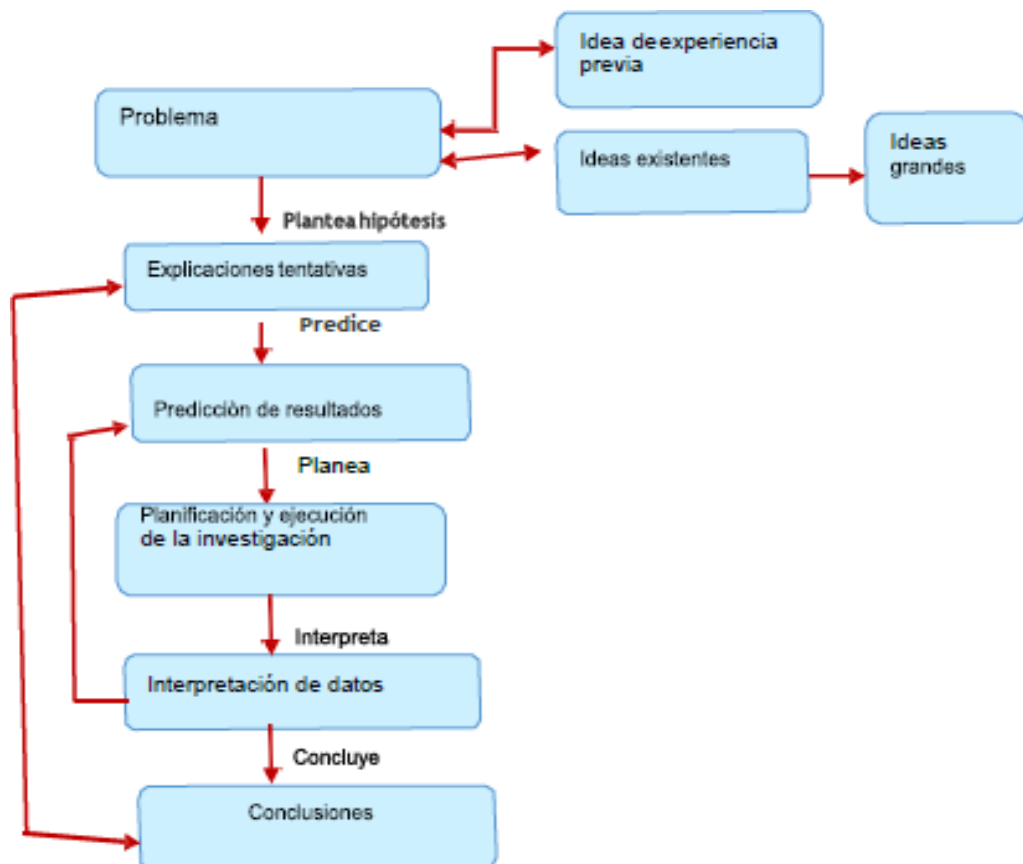 Idea de experiencia
previa
Problema
Ideas existentes
Ideas
grandes
Plantea hipótesis
Explicaciones tentativas
Predice
Predicciòn de resultados
Planea
Planificación y ejecución
de la investigación
Interpreta
Interpretación de datos
Concluye
Conclusiones